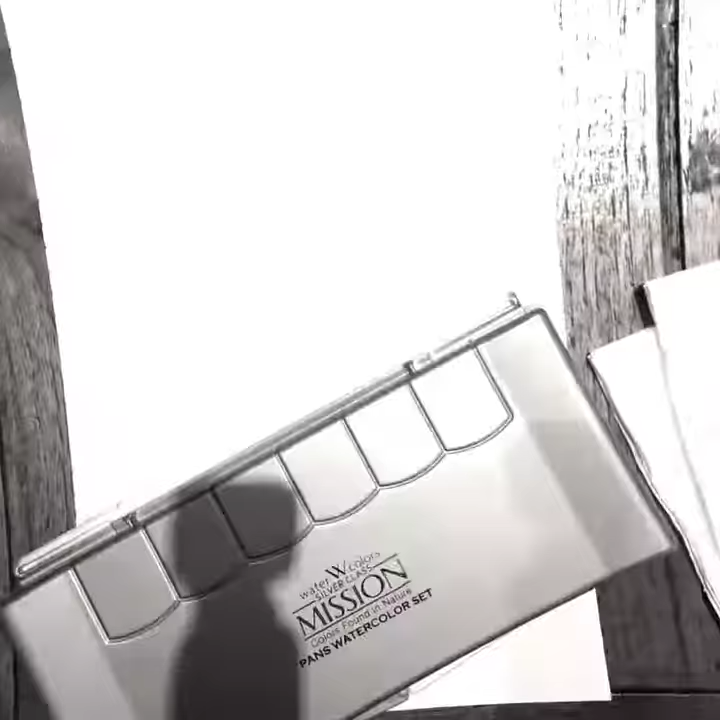 water W colors
SILVER CLASS
MISSION
Colors Found in Nature
PANS WATERCOLOR SET